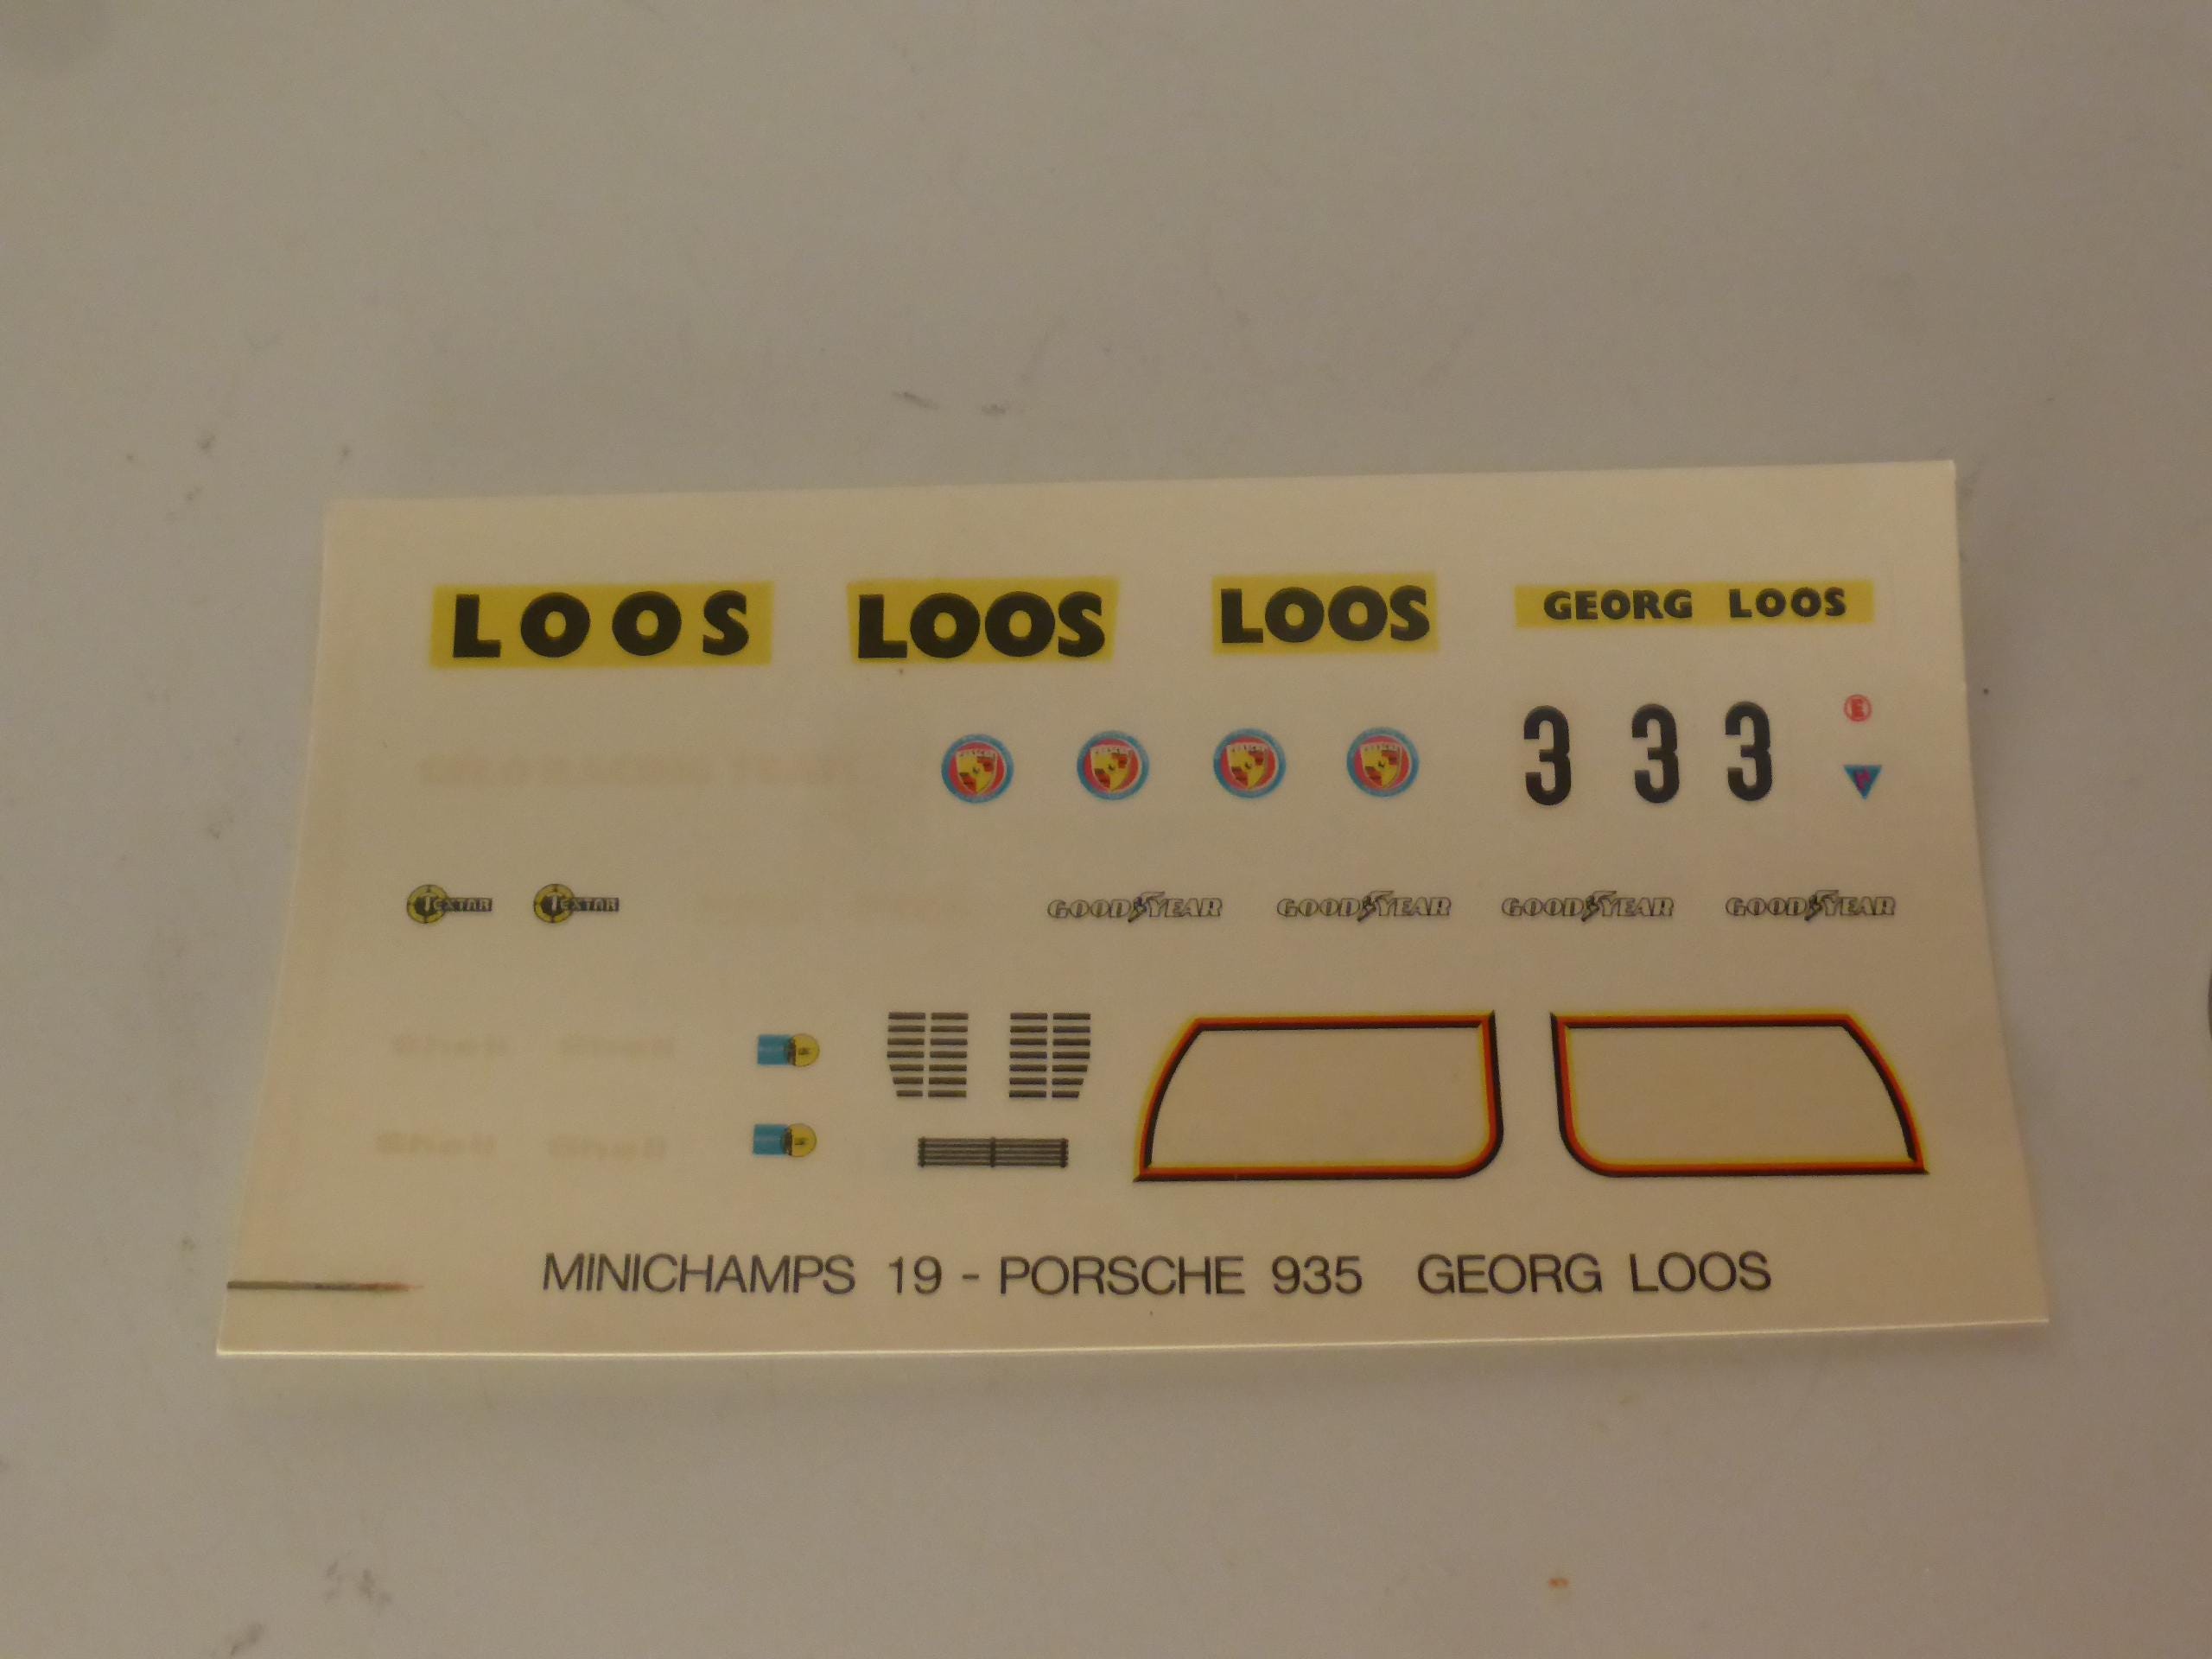 LOOS LOOS LOOS GEORG LOOS
3 3 3 E
TEXTAR TEXTAR GOODYEAR GOODYEAR GOODYEAR GOODYEAR
MINICHAMPS 19 - PORSCHE 935 GEORG LOOS